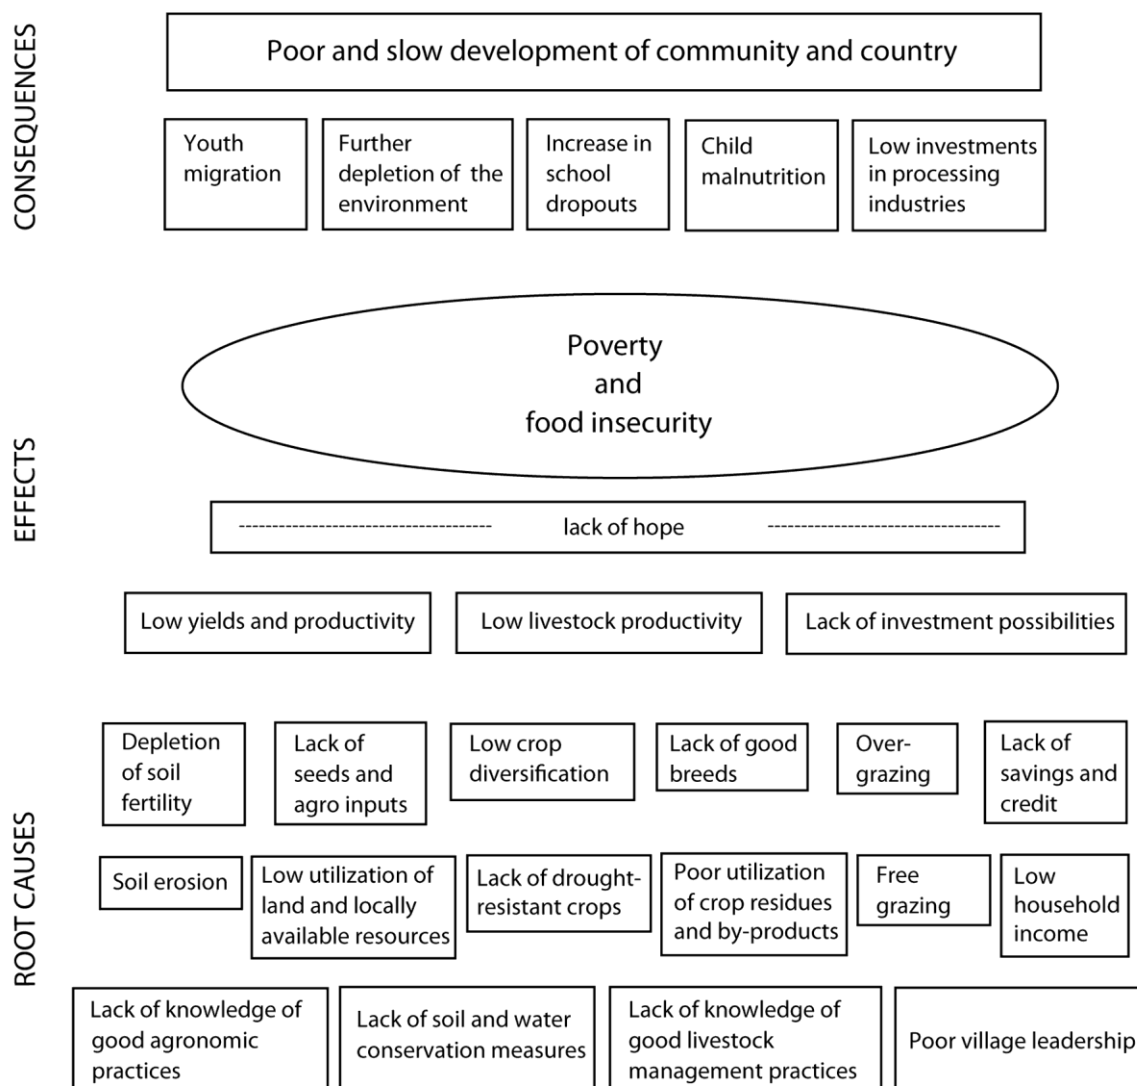 CONSEQUENCES
Poor and slow development of community and country
Youth
migration
Further
depletion of the
environment
Increase in
school
dropouts
Child
malnutrition
Low investments
in processing
industries
EFFECTS
Poverty
and
food insecurity
------------------------------------- lack of hope -----------------------------------
Low yields and productivity
Low livestock productivity
Lack of investment possibilities
ROOT CAUSES
Depletion
of soil
fertility
Lack of
seeds and
agro inputs
Low crop
diversification
Lack of good
breeds
Over-
grazing
Lack of
savings and
credit
Soil erosion
Low utilization of
land and locally
available resources
Lack of drought-
resistant crops
Poor utilization
of crop residues
and by-products
Free
grazing
Low
household
income
Lack of knowledge of
good agronomic
practices
Lack of soil and water
conservation measures
Lack of knowledge of
good livestock
management practices
Poor village leadership